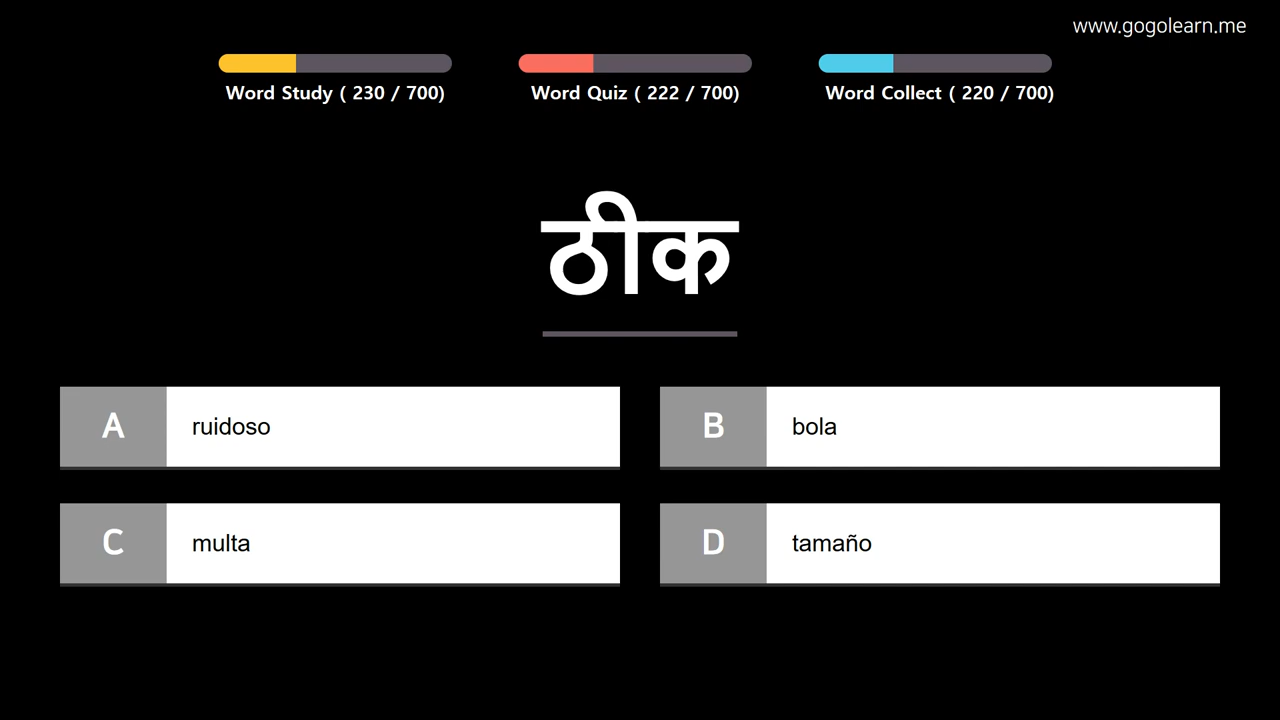 www.gogolearn.me
Word Study ( 230 / 700)
Word Quiz ( 222 / 700)
Word Collect ( 220 / 700)
ठीक
A ruidoso
B bola
C multa
D tamaño